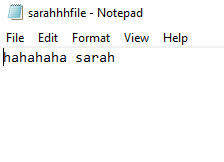 sarahhhfile - Notepad
File Edit Format View Help
hahahaha sarah